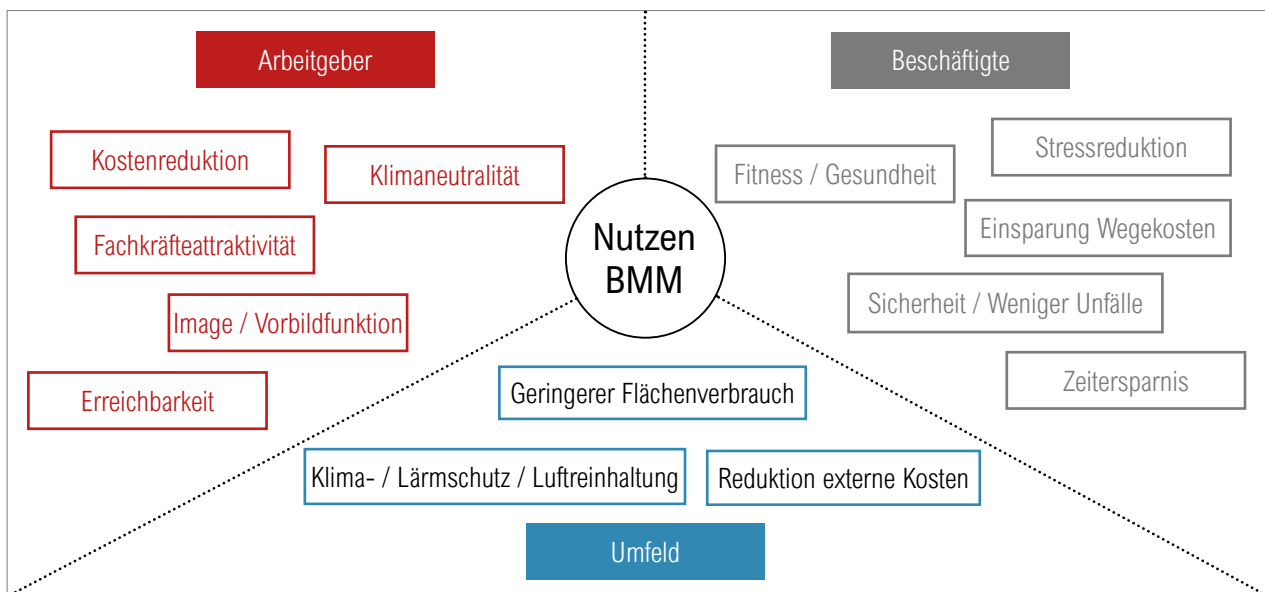 Arbeitgeber
Kostenreduktion
Klimaneutralität
Fachkräfteattraktivität
Image / Vorbildfunktion
Erreichbarkeit
Nutzen
BMM
Beschäftigte
Stressreduktion
Fitness / Gesundheit
Einsparung Wegekosten
Sicherheit / Weniger Unfälle
Zeitersparnis
Geringerer Flächenverbrauch
Klima- / Lärmschutz / Luftreinhaltung
Reduktion externe Kosten
Umfeld